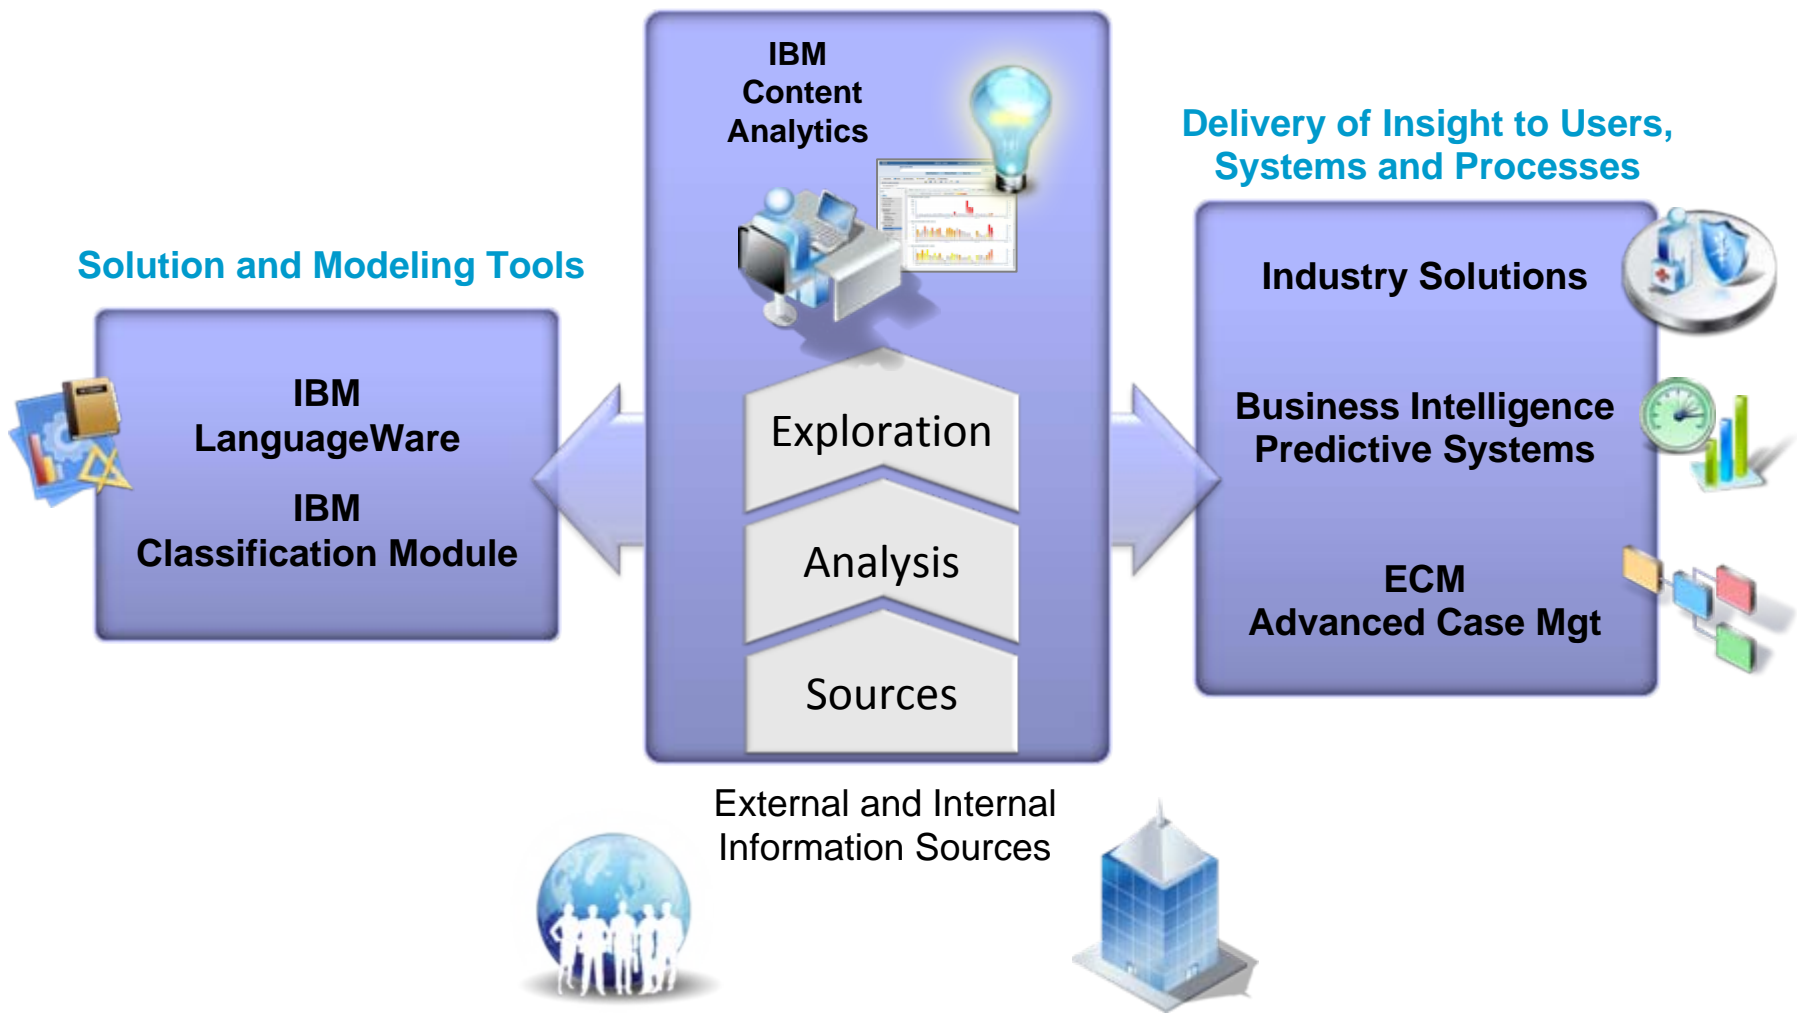 Solution and Modeling Tools
IBM
LanguageWare
IBM
Classification Module
IBM
Content
Analytics
Exploration
Analysis
Sources
External and Internal
Information Sources
Delivery of Insight to Users,
Systems and Processes
Industry Solutions
Business Intelligence
Predictive Systems
ECM
Advanced Case Mgt